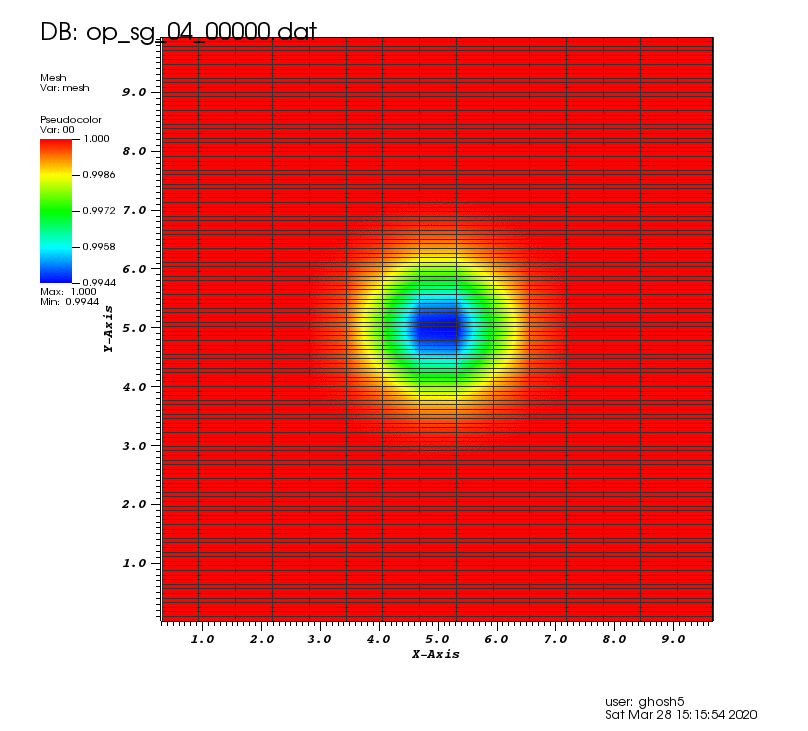 DB: op_sg_04_00000.dat
Mesh
Var: mesh
Pseudocolor
Var: 00
1.000
0.9986
0.9972
0.9958
0.9944
Max: 1.000
Min: 0.9944
Y-Axis
9.0
8.0
7.0
6.0
5.0
4.0
3.0
2.0
1.0
1.0 2.0 3.0 4.0 5.0 6.0 7.0 8.0 9.0
X-Axis
user: ghosh5
Sat Mar 28 15:15:54 2020